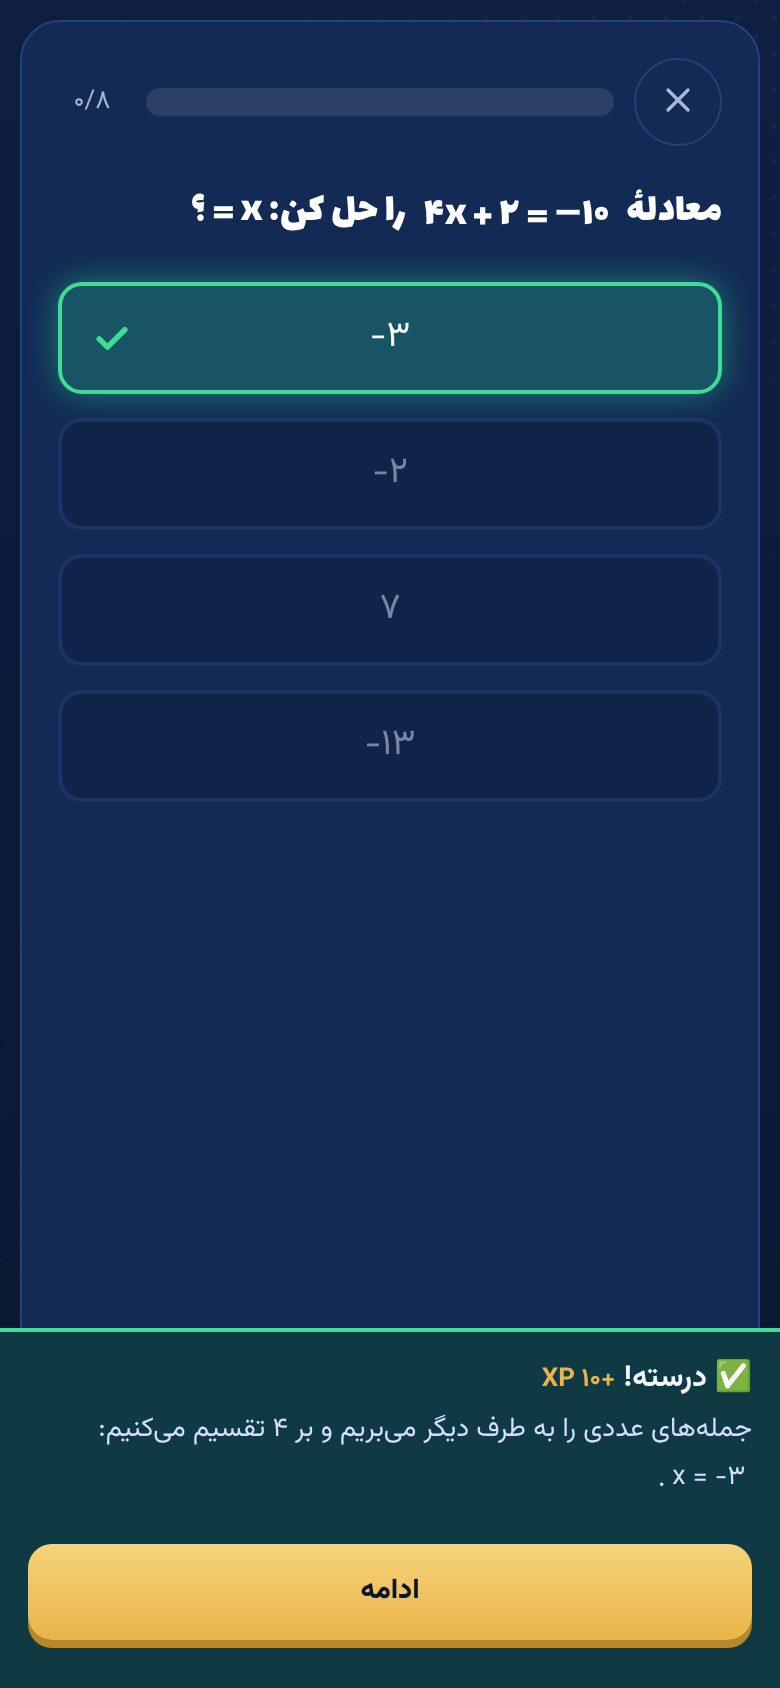 ۰/۸
معادلهٔ ۴x + ۲ = −۱۰ را حل کن: x = ؟
-۳
-۲
۷
-۱۳
✅ درسته! +۱۰ XP
جمله‌های عددی را به طرف دیگر می‌بریم و بر ۴ تقسیم می‌کنیم:
x = -۳ .
ادامه